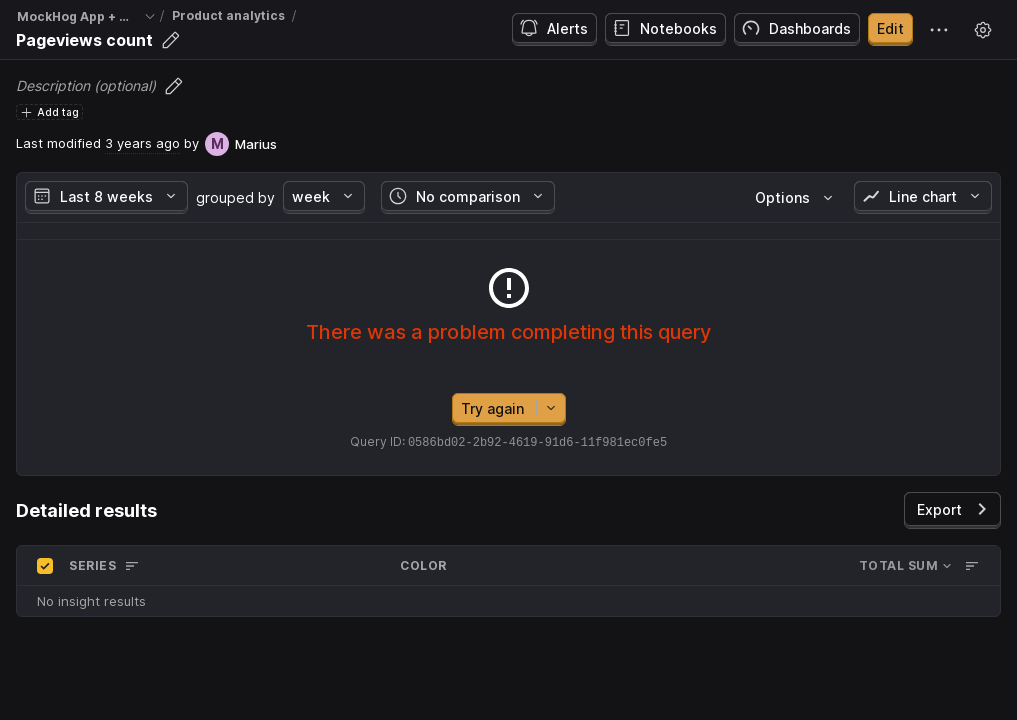 MockHog App + ...
/
Product analytics
/
Pageviews count
Alerts
Notebooks
Dashboards
Edit
Description (optional)
Add tag
Last modified 3 years ago by M Marius
Last 8 weeks
grouped by
week
No comparison
Options
Line chart
There was a problem completing this query
Try again
Query ID: 0586bd02-2b92-4619-91d6-11f981ec0fe5
Detailed results
Export
SERIES
COLOR
TOTAL SUM
No insight results